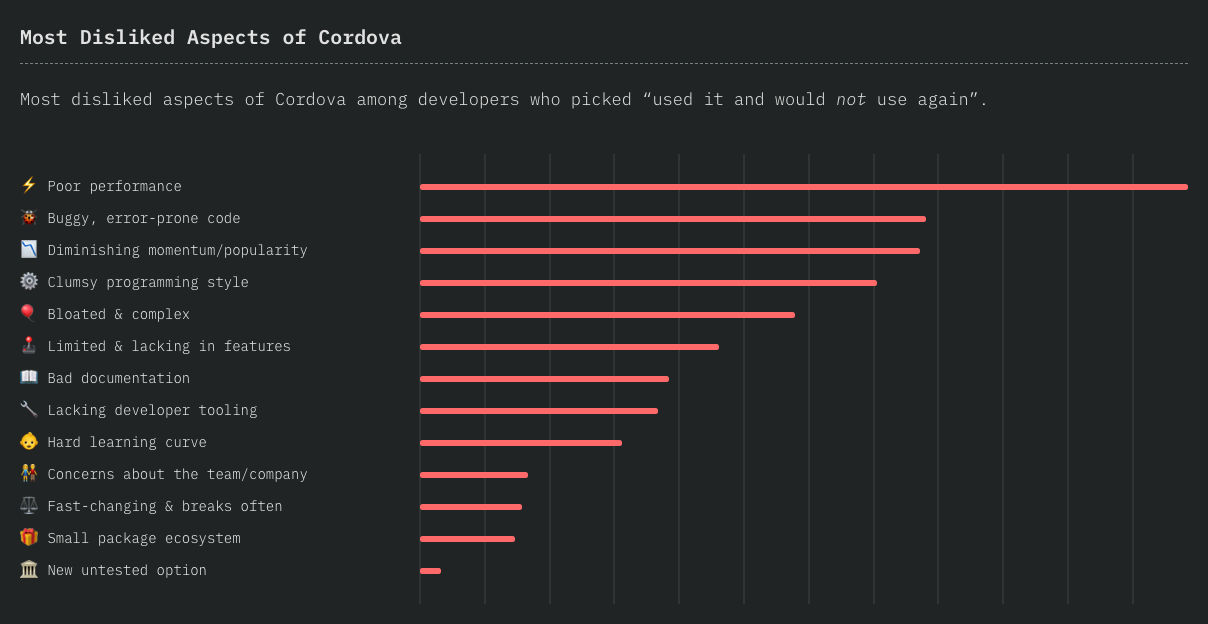 Most Disliked Aspects of Cordova
Most disliked aspects of Cordova among developers who picked “used it and would not use again”.
Poor performance
Buggy, error-prone code
Diminishing momentum/popularity
Clumsy programming style
Bloated & complex
Limited & lacking in features
Bad documentation
Lacking developer tooling
Hard learning curve
Concerns about the team/company
Fast-changing & breaks often
Small package ecosystem
New untested option